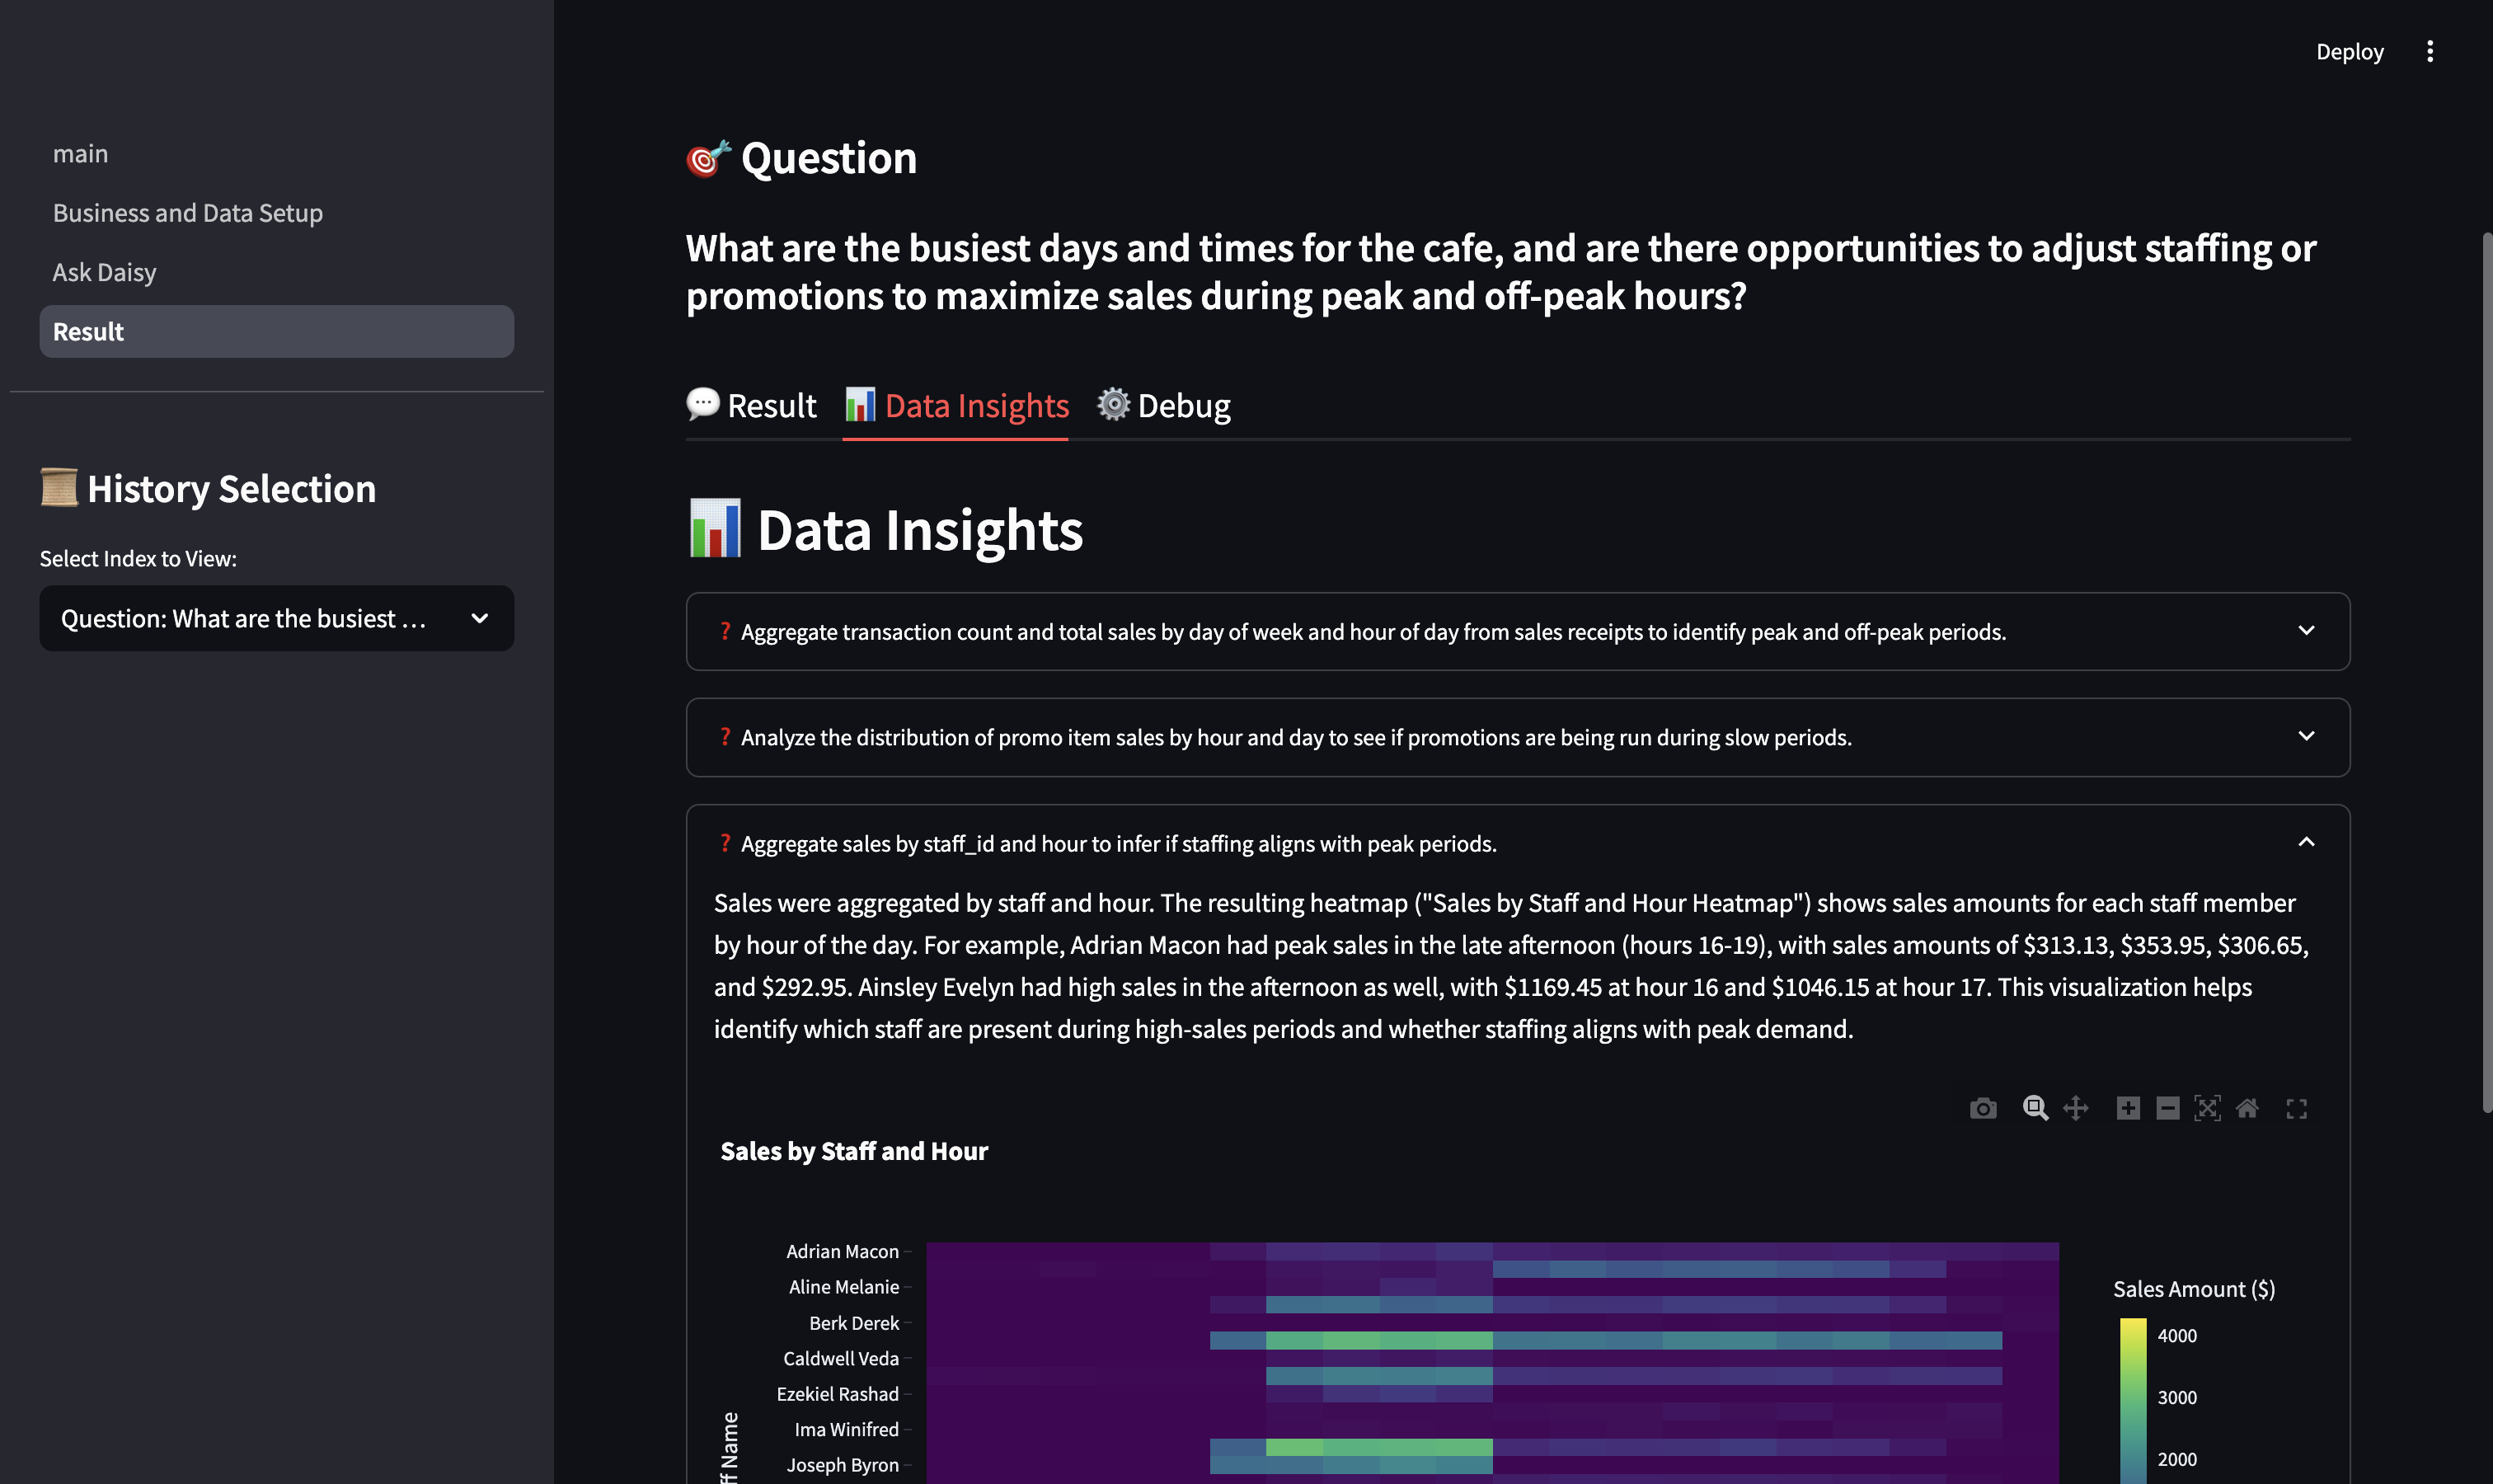 Deploy
main
Business and Data Setup
Ask Daisy
Result
History Selection
Select Index to View:
Question: What are the busiest ...
Question
What are the busiest days and times for the cafe, and are there opportunities to adjust staffing or
promotions to maximize sales during peak and off-peak hours?
Result
Data Insights
Debug
Data Insights
? Aggregate transaction count and total sales by day of week and hour of day from sales receipts to identify peak and off-peak periods.
? Analyze the distribution of promo item sales by hour and day to see if promotions are being run during slow periods.
? Aggregate sales by staff_id and hour to infer if staffing aligns with peak periods.
Sales were aggregated by staff and hour. The resulting heatmap ("Sales by Staff and Hour Heatmap") shows sales amounts for each staff member
by hour of the day. For example, Adrian Macon had peak sales in the late afternoon (hours 16-19), with sales amounts of $313.13, $353.95, $306.65,
and $292.95. Ainsley Evelyn had high sales in the afternoon as well, with $1169.45 at hour 16 and $1046.15 at hour 17. This visualization helps
identify which staff are present during high-sales periods and whether staffing aligns with peak demand.
Sales by Staff and Hour
Adrian Macon
Aline Melanie
Berk Derek
Caldwell Veda
Ezekiel Rashad
Ima Winifred
Joseph Byron
Name
Sales Amount ($)
4000
3000
2000